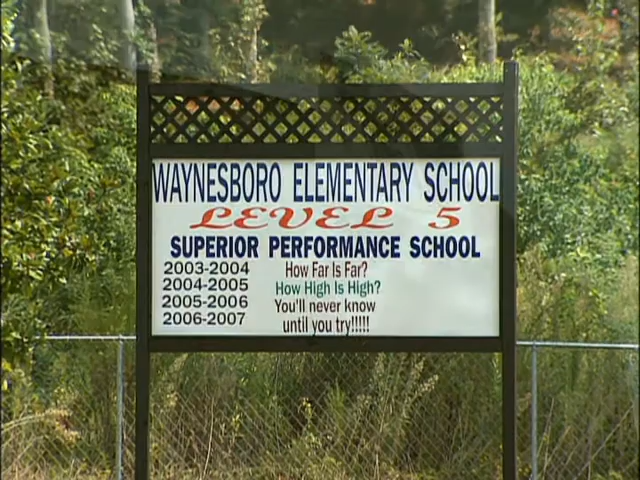 WAYNESBORO ELEMENTARY SCHOOL
LEVEL 5
SUPERIOR PERFORMANCE SCHOOL
2003-2004 How Far Is Far?
2004-2005 How High Is High?
2005-2006 You'll never know
2006-2007 until you try!!!!!